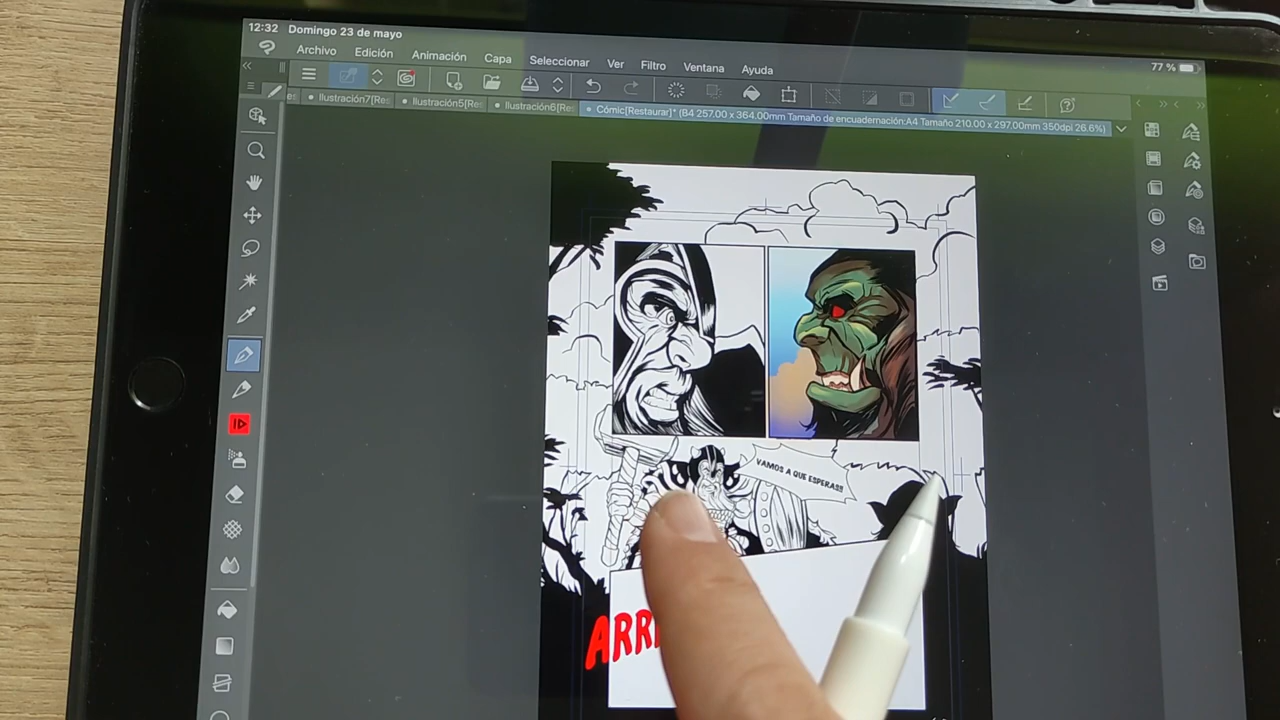 12:32 Domingo 23 de mayo
77 %
Archivo Edición Animación Capa Seleccionar Ver Filtro Ventana Ayuda
Ilustración7[Res Ilustración5[Res Ilustración6[Res Cómic[Restaurar]* (B4 257.00 x 364.00mm Tamaño de encuadernación:A4 Tamaño 210.00 x 297.00mm 350dpi 26.6%)
VAMOS A QUE ESPERAS!!
ARR